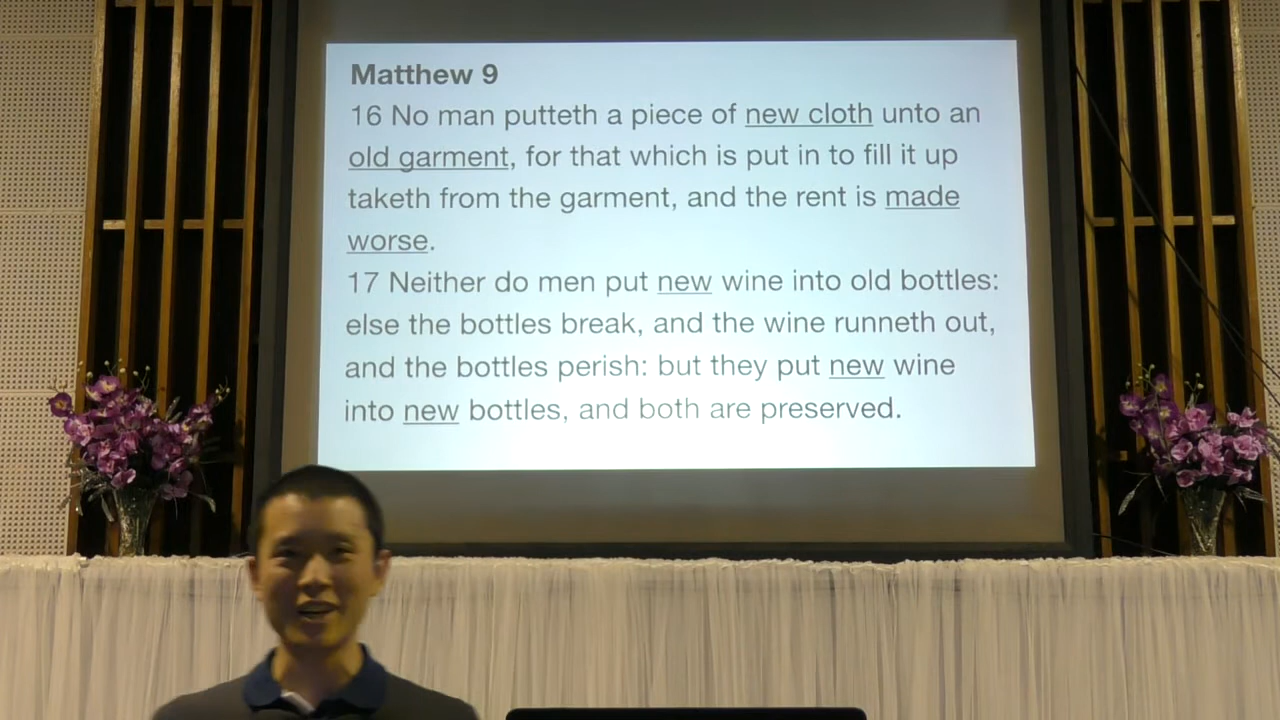 Matthew 9
16 No man putteth a piece of new cloth unto an
old garment, for that which is put in to fill it up
taketh from the garment, and the rent is made
worse.
17 Neither do men put new wine into old bottles:
else the bottles break, and the wine runneth out,
and the bottles perish: but they put new wine
into new bottles, and both are preserved.